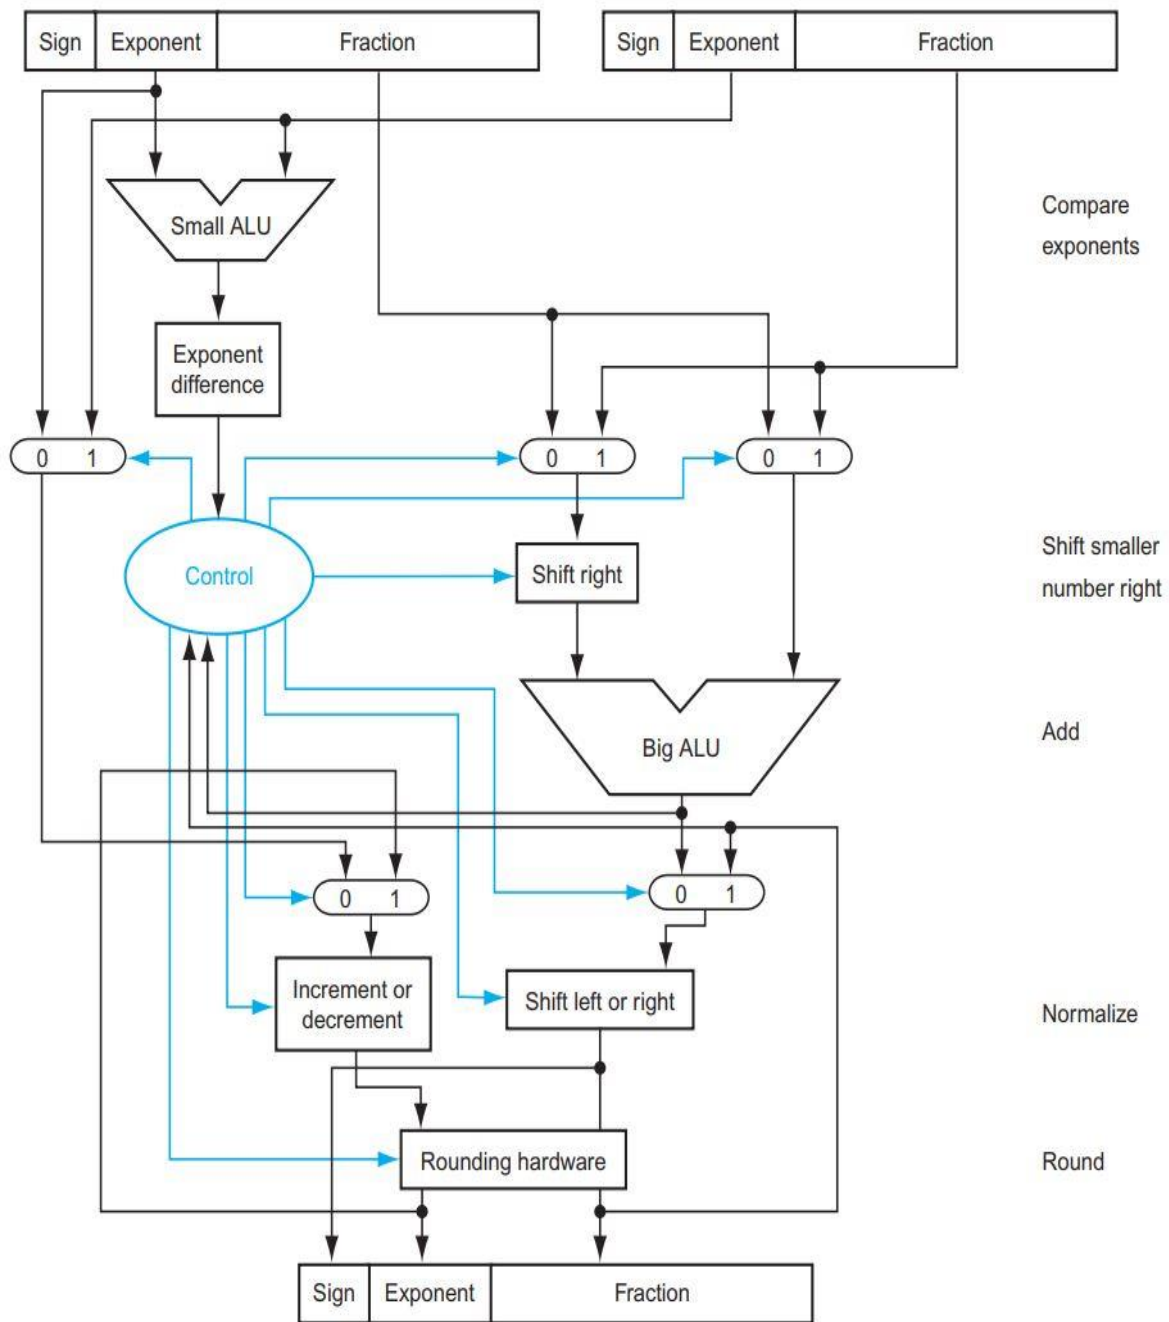 Sign Exponent Fraction Sign Exponent Fraction
Small ALU
Compare
exponents
Exponent
difference
0 1 0 1 0 1
Control
Shift right
Shift smaller
number right
Big ALU
Add
0 1 0 1
Increment or
decrement
Shift left or right
Normalize
Rounding hardware
Round
Sign Exponent Fraction